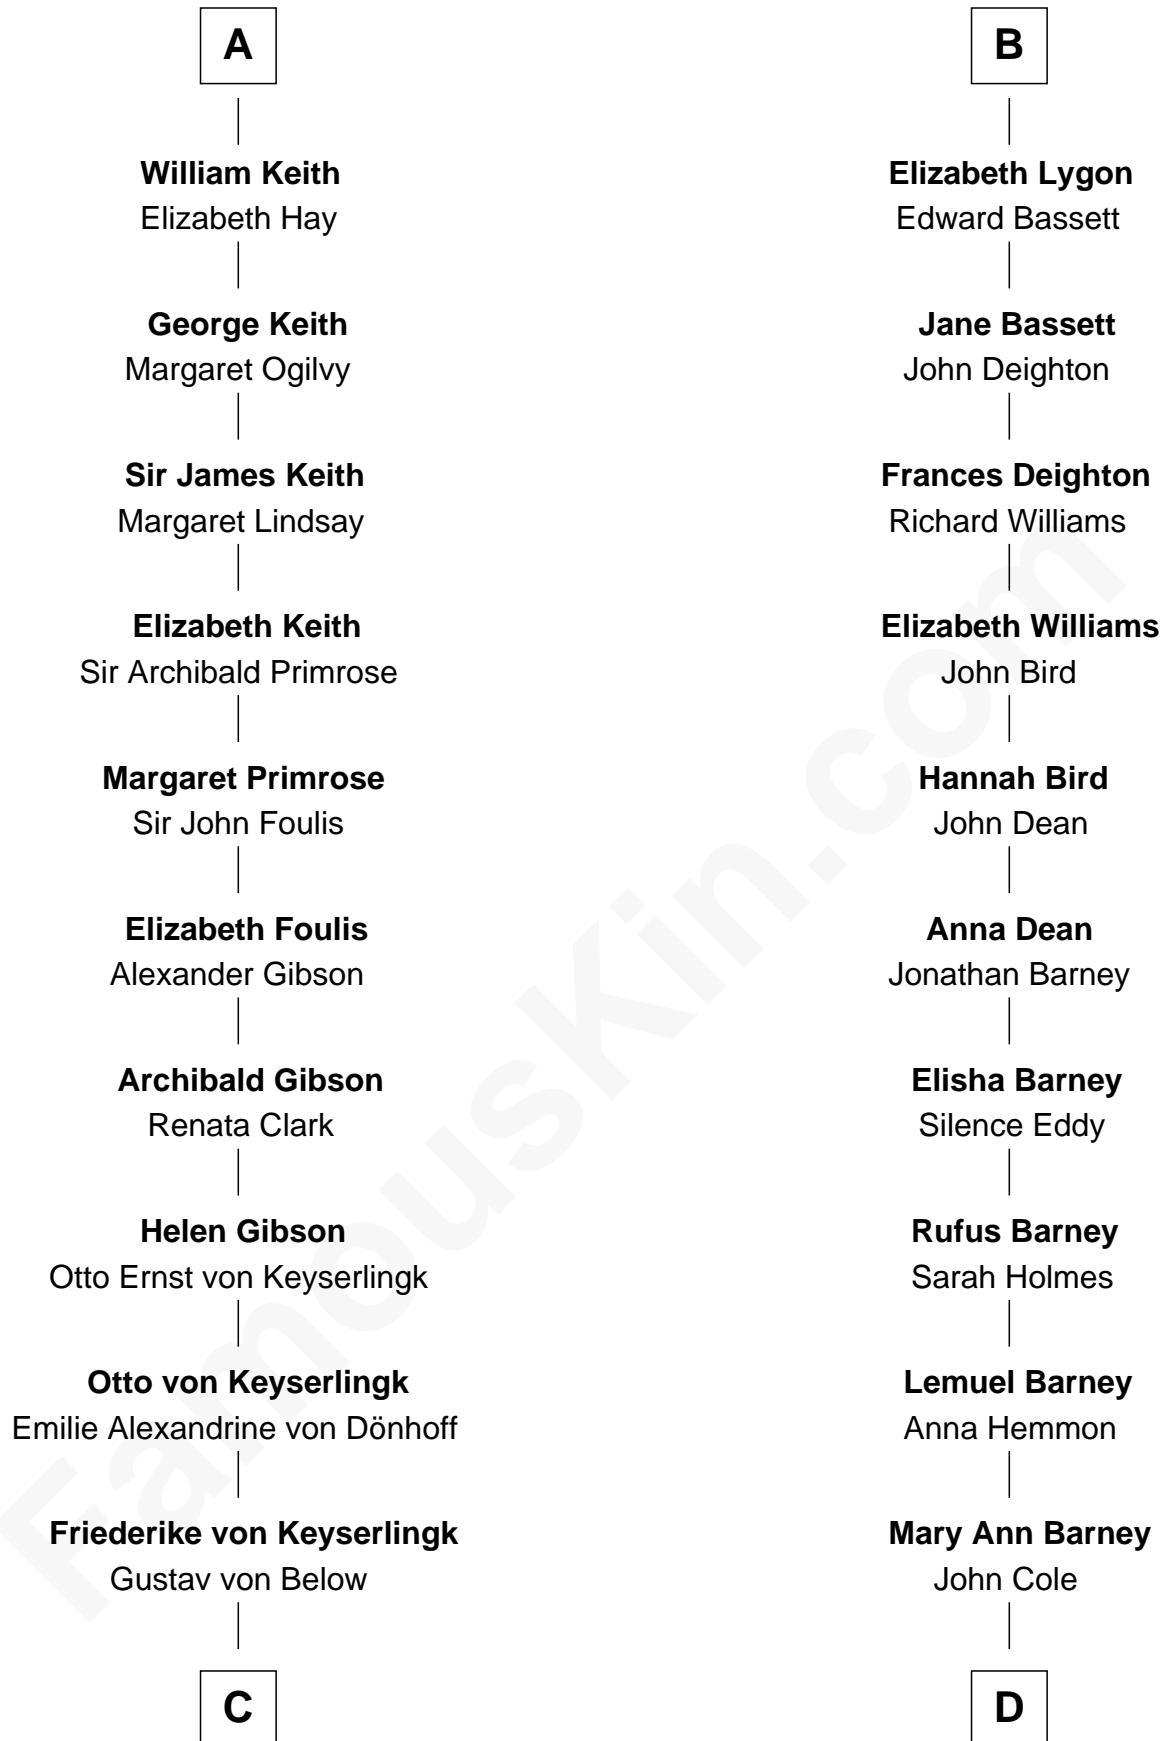 A
William Keith
Elizabeth Hay
George Keith
Margaret Ogilvy
Sir James Keith
Margaret Lindsay
Elizabeth Keith
Sir Archibald Primrose
Margaret Primrose
Sir John Foulis
Elizabeth Foulis
Alexander Gibson
Archibald Gibson
Renata Clark
Helen Gibson
Otto Ernst von Keyserlingk
Otto von Keyserlingk
Emilie Alexandrine von Dönhoff
Friederike von Keyserlingk
Gustav von Below
C
B
Elizabeth Lygon
Edward Bassett
Jane Bassett
John Deighton
Frances Deighton
Richard Williams
Elizabeth Williams
John Bird
Hannah Bird
John Dean
Anna Dean
Jonathan Barney
Elisha Barney
Silence Eddy
Rufus Barney
Sarah Holmes
Lemuel Barney
Anna Hemmon
Mary Ann Barney
John Cole
D
FamousKin.com